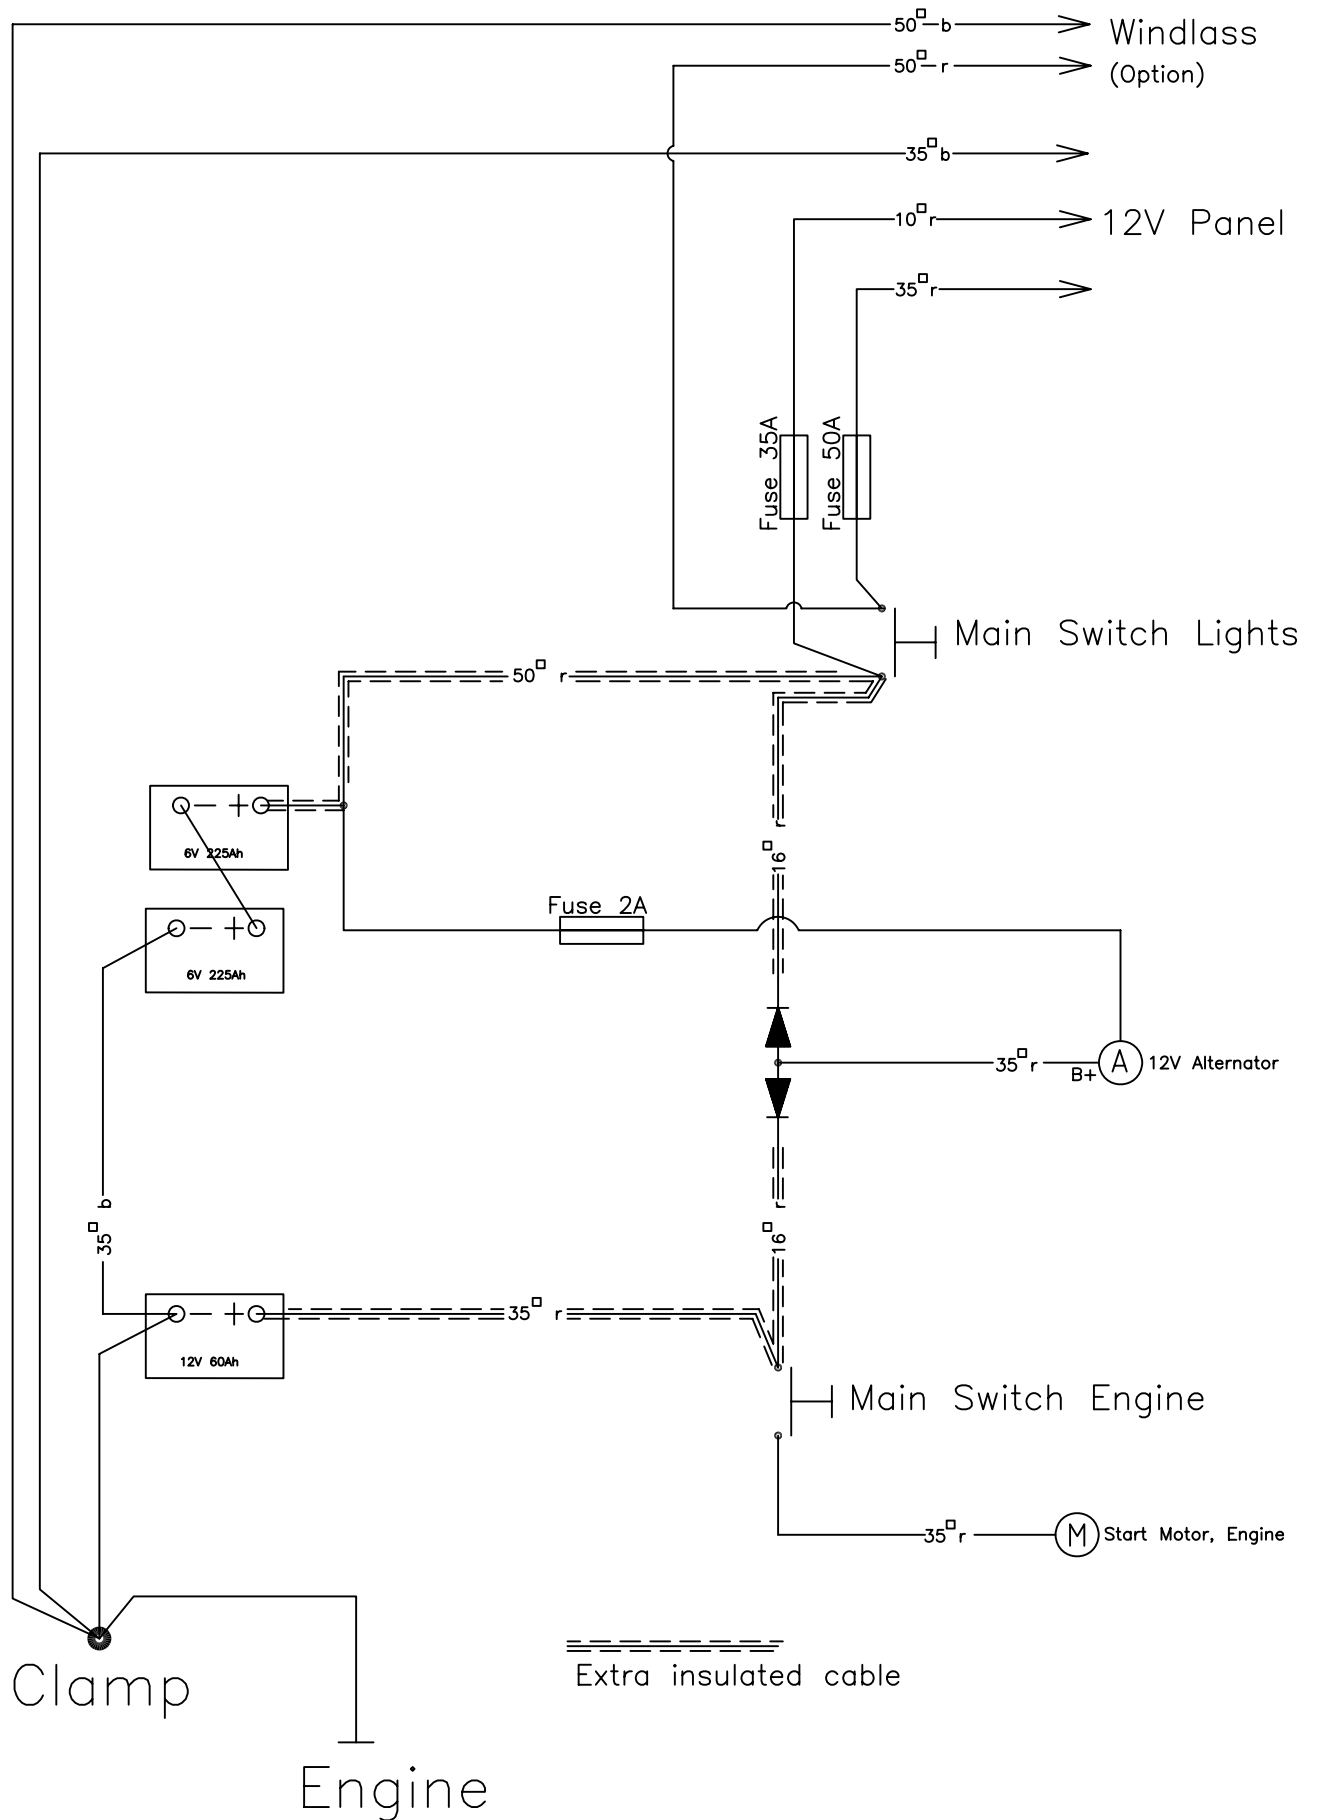 50□ b
Windlass
50□ r
(Option)
35□ b
10□ r
12V Panel
35□ r
Fuse 35A
Fuse 50A
Main Switch Lights
50□ r
− +
6V 225Ah
16□ r
Fuse 2A
− +
6V 225Ah
35□ r
B+
A
12V Alternator
35□ b
16□ r
− +
12V 60Ah
35□ r
Main Switch Engine
35□ r
M
Start Motor, Engine
Clamp
Extra insulated cable
Engine